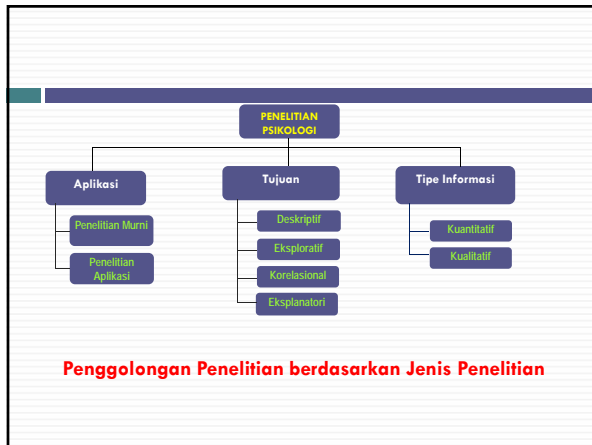 PENELITIAN
PSIKOLOGI
Aplikasi
Penelitian Murni
Penelitian
Aplikasi
Tujuan
Deskriptif
Eksploratif
Korelasional
Eksplanatori
Tipe Informasi
Kuantitatif
Kualitatif
Penggolongan Penelitian berdasarkan Jenis Penelitian